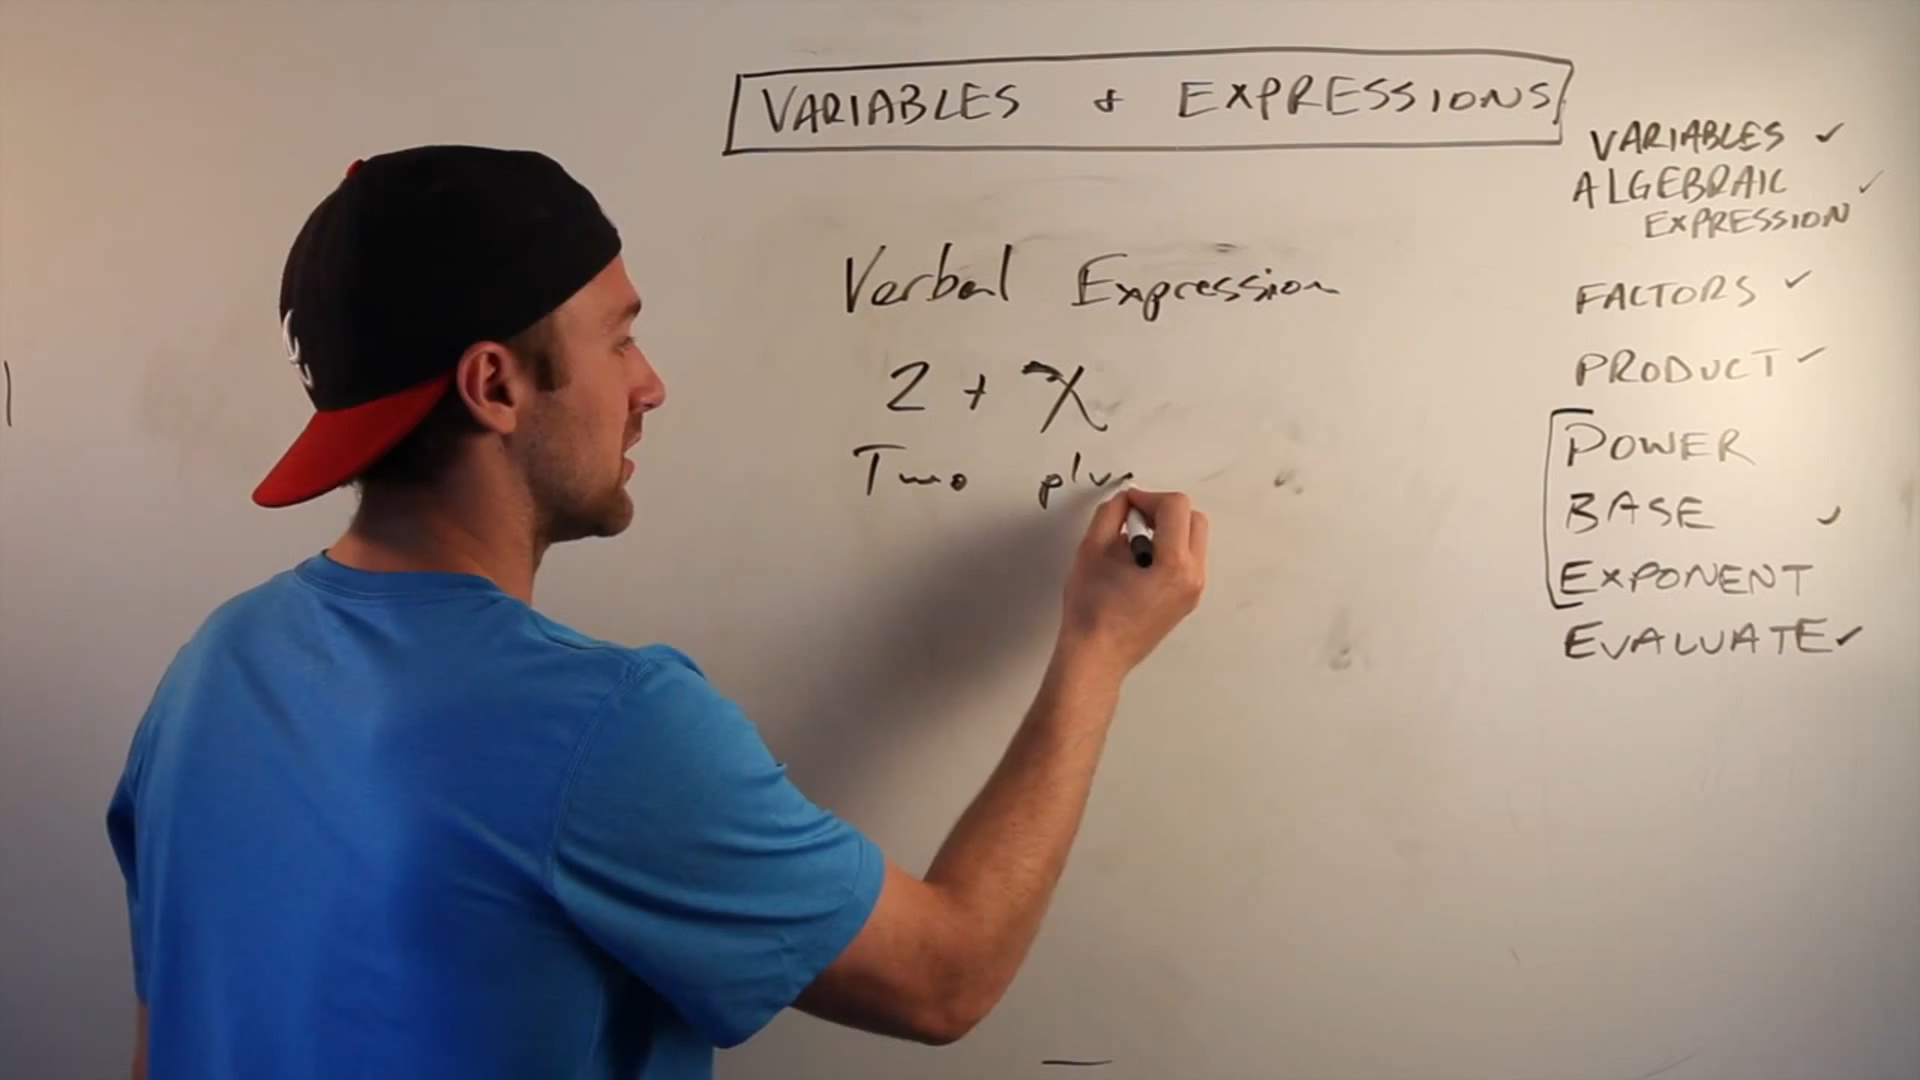 VARIABLES & EXPRESSIONS
Verbal Expression
2 + x
Two plus
VARIABLES ✓
ALGEBRAIC ✓
EXPRESSION
FACTORS ✓
PRODUCT ✓
POWER
BASE ✓
EXPONENT
EVALUATE ✓